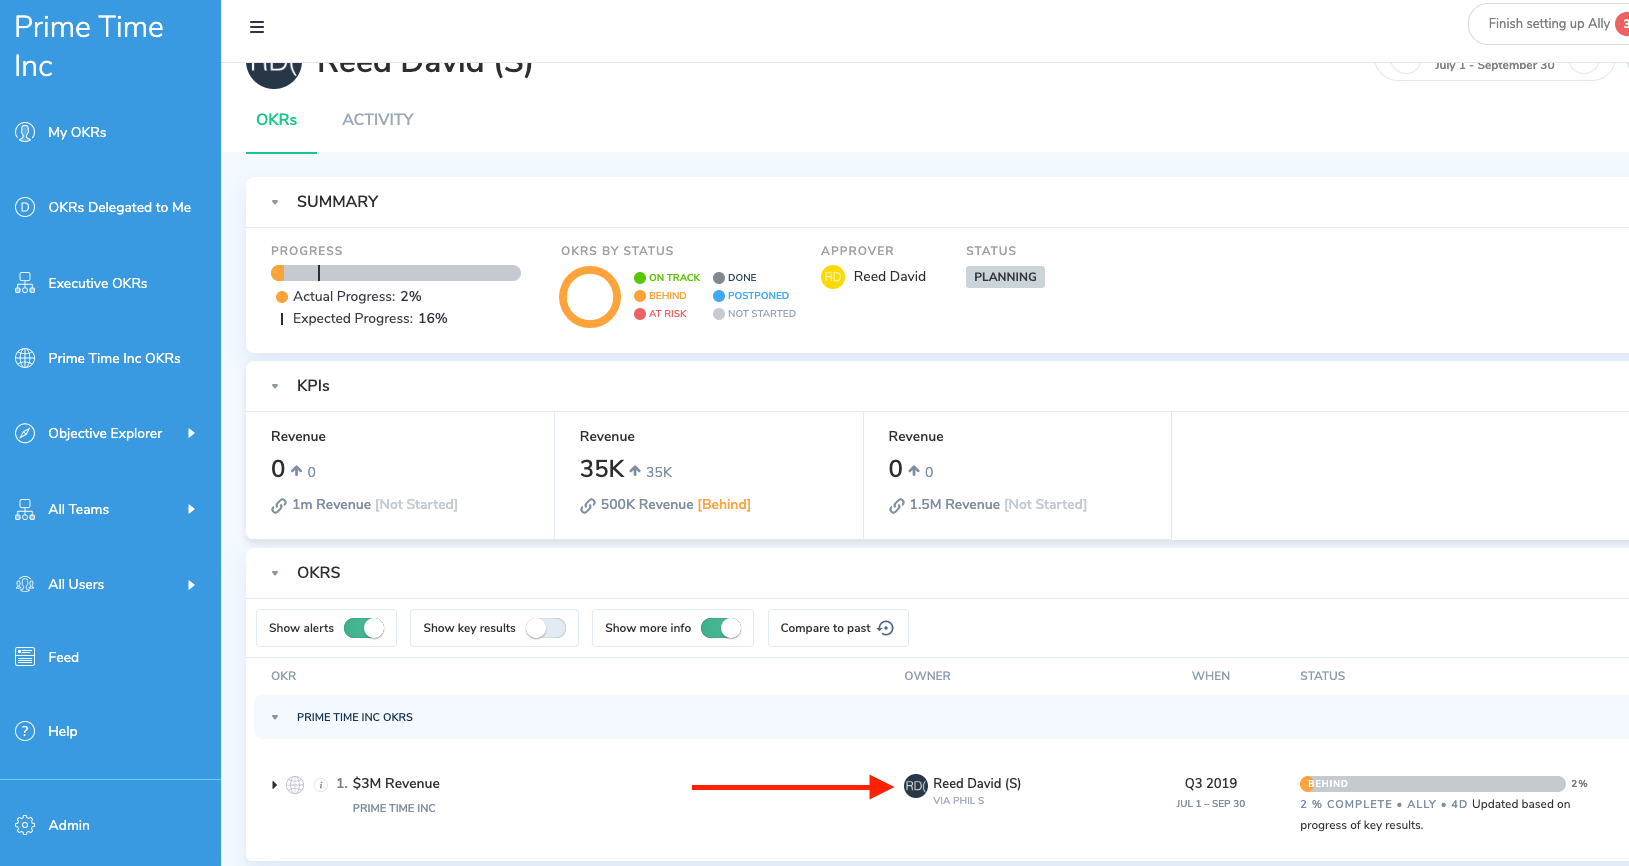 Prime Time
Inc
Finish setting up Ally 3
RD(
Reed David (S)
July 1 - September 30
OKRs
ACTIVITY
My OKRs
OKRs Delegated to Me
Executive OKRs
Prime Time Inc OKRs
Objective Explorer
All Teams
All Users
Feed
Help
Admin
SUMMARY
PROGRESS
Actual Progress: 2%
Expected Progress: 16%
OKRS BY STATUS
ON TRACK
DONE
BEHIND
POSTPONED
AT RISK
NOT STARTED
APPROVER
RD Reed David
STATUS
PLANNING
KPIs
Revenue
0 0
1m Revenue [Not Started]
Revenue
35K 35K
500K Revenue [Behind]
Revenue
0 0
1.5M Revenue [Not Started]
OKRS
Show alerts
Show key results
Show more info
Compare to past
OKR OWNER WHEN STATUS
PRIME TIME INC OKRS
i 1. $3M Revenue
PRIME TIME INC
RD( Reed David (S)
VIA PHIL S
Q3 2019
JUL 1 – SEP 30
BEHIND 2%
2 % COMPLETE • ALLY • 4D Updated based on
progress of key results.